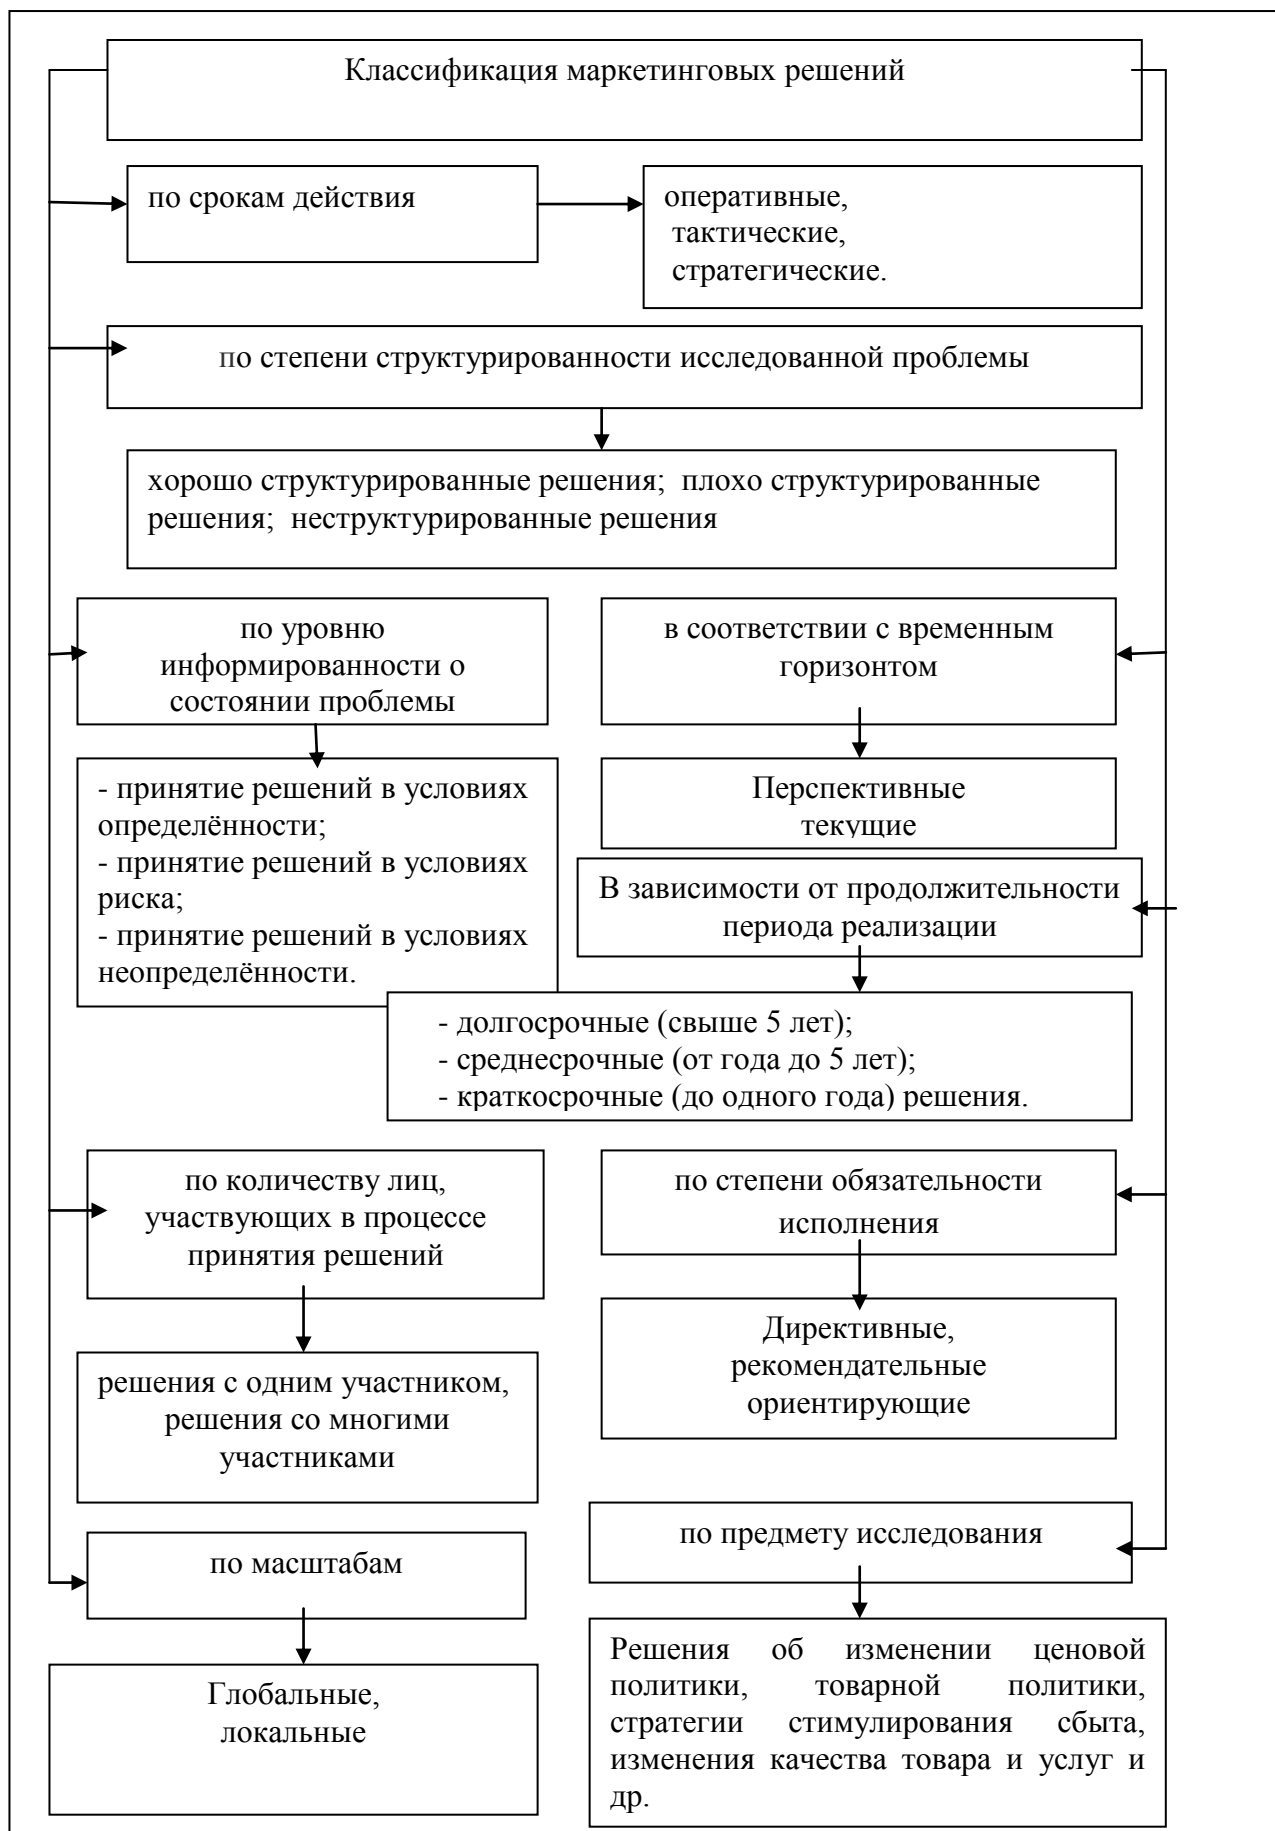 Классификация маркетинговых решений
по срокам действия
оперативные,
тактические,
стратегические.
по степени структурированности исследованной проблемы
хорошо структурированные решения; плохо структурированные
решения; неструктурированные решения
по уровню
информированности о
состоянии проблемы
в соответствии с временным
горизонтом
- принятие решений в условиях
определённости;
- принятие решений в условиях
риска;
- принятие решений в условиях
неопределённости.
Перспективные
текущие
В зависимости от продолжительности
периода реализации
- долгосрочные (свыше 5 лет);
- среднесрочные (от года до 5 лет);
- краткосрочные (до одного года) решения.
по количеству лиц,
участвующих в процессе
принятия решений
по степени обязательности
исполнения
решения с одним участником,
решения со многими
участниками
Директивные,
рекомендательные
ориентирующие
по масштабам
по предмету исследования
Глобальные,
локальные
Решения об изменении ценовой
политики, товарной политики,
стратегии стимулирования сбыта,
изменения качества товара и услуг и
др.